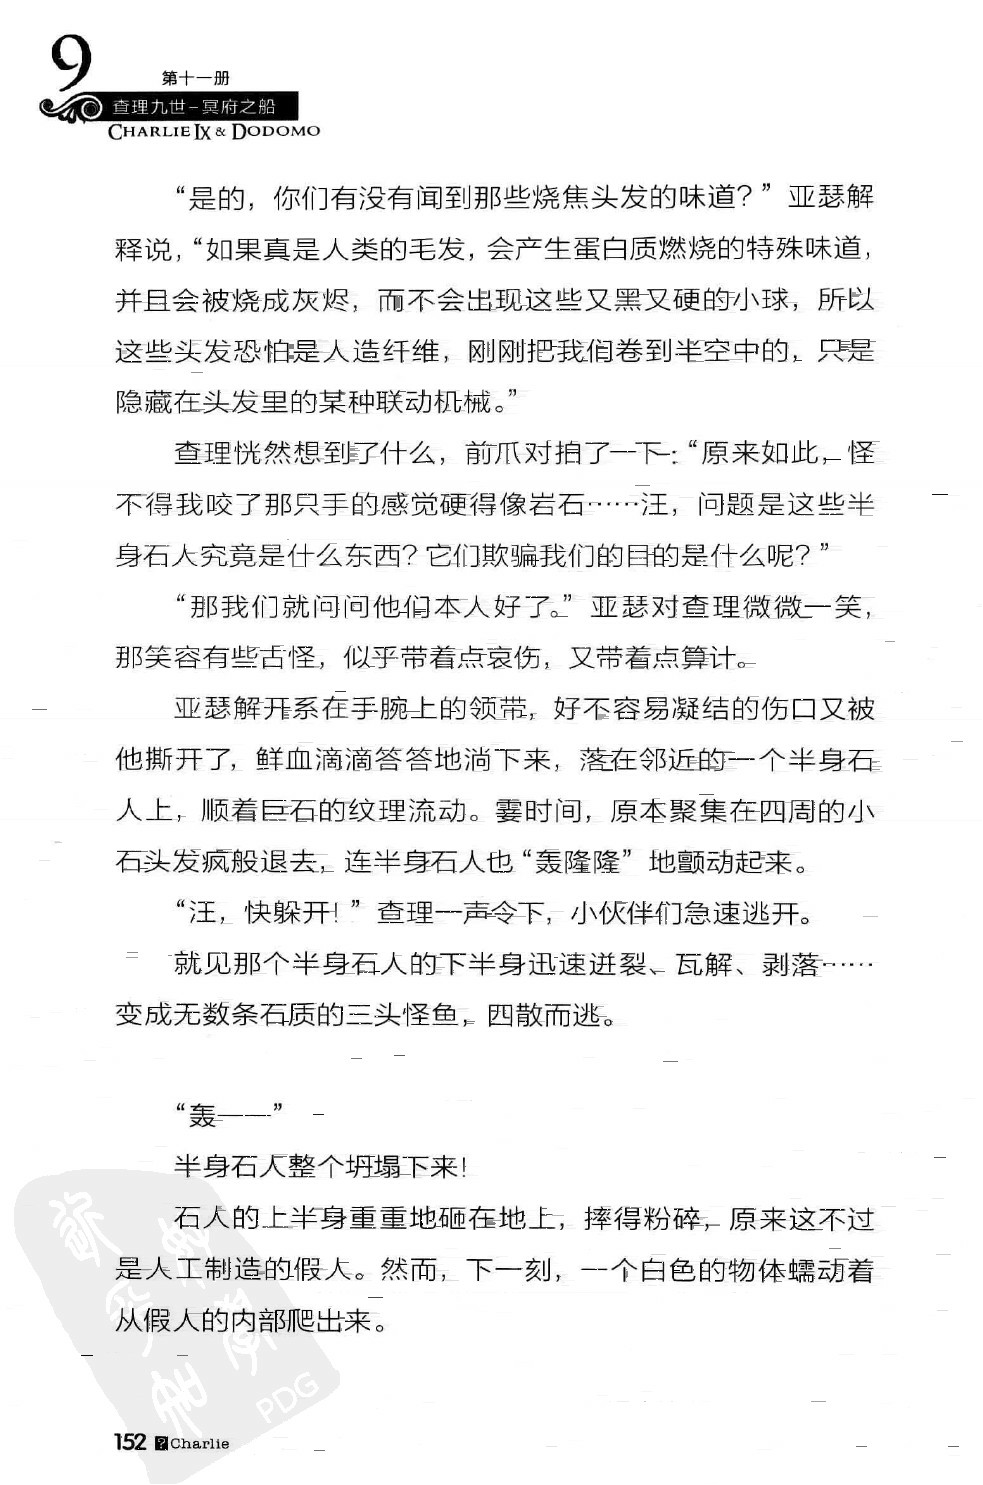 9
第十一册
查理九世-冥府之船
CHARLIE IX & DODOMO
“是的，你们有没有闻到那些烧焦头发的味道？”亚瑟解
释说，“如果真是人类的毛发，会产生蛋白质燃烧的特殊味道，
并且会被烧成灰烬，而不会出现这些又黑又硬的小球，所以
这些头发恐怕是人造纤维，刚刚把我们卷到半空中的，只是
隐藏在头发里的某种联动机械。”
查理恍然想到了什么，前爪对拍了一下：“原来如此，怪
不得我咬了那只手的感觉硬得像岩石……汪，问题是这些半
身石人究竟是什么东西？它们欺骗我们的目的是什么呢？”
“那我们就问问他们本人好了。”亚瑟对查理微微一笑，
那笑容有些古怪，似乎带着点哀伤，又带着点算计。
亚瑟解开系在手腕上的领带，好不容易凝结的伤口又被
他撕开了，鲜血滴滴答答地淌下来，落在邻近的一个半身石
人上，顺着巨石的纹理流动。霎时间，原本聚集在四周的小
石头发疯般退去，连半身石人也“轰隆隆”地颤动起来。
“汪，快躲开！”查理一声令下，小伙伴们急速逃开。
就见那个半身石人的下半身迅速迸裂、瓦解、剥落……
变成无数条石质的三头怪鱼，四散而逃。
“轰——”
半身石人整个坍塌下来！
石人的上半身重重地砸在地上，摔得粉碎，原来这不过
是人工制造的假人。然而，下一刻，一个白色的物体蠕动着
从假人的内部爬出来。
PDG
152 ?Charlie